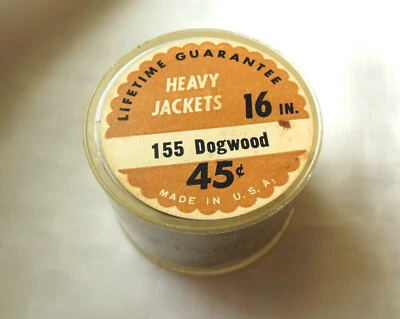 LIFETIME GUARANTEE
HEAVY
JACKETS
16 IN.
155 Dogwood
45¢
MADE IN U.S.A.